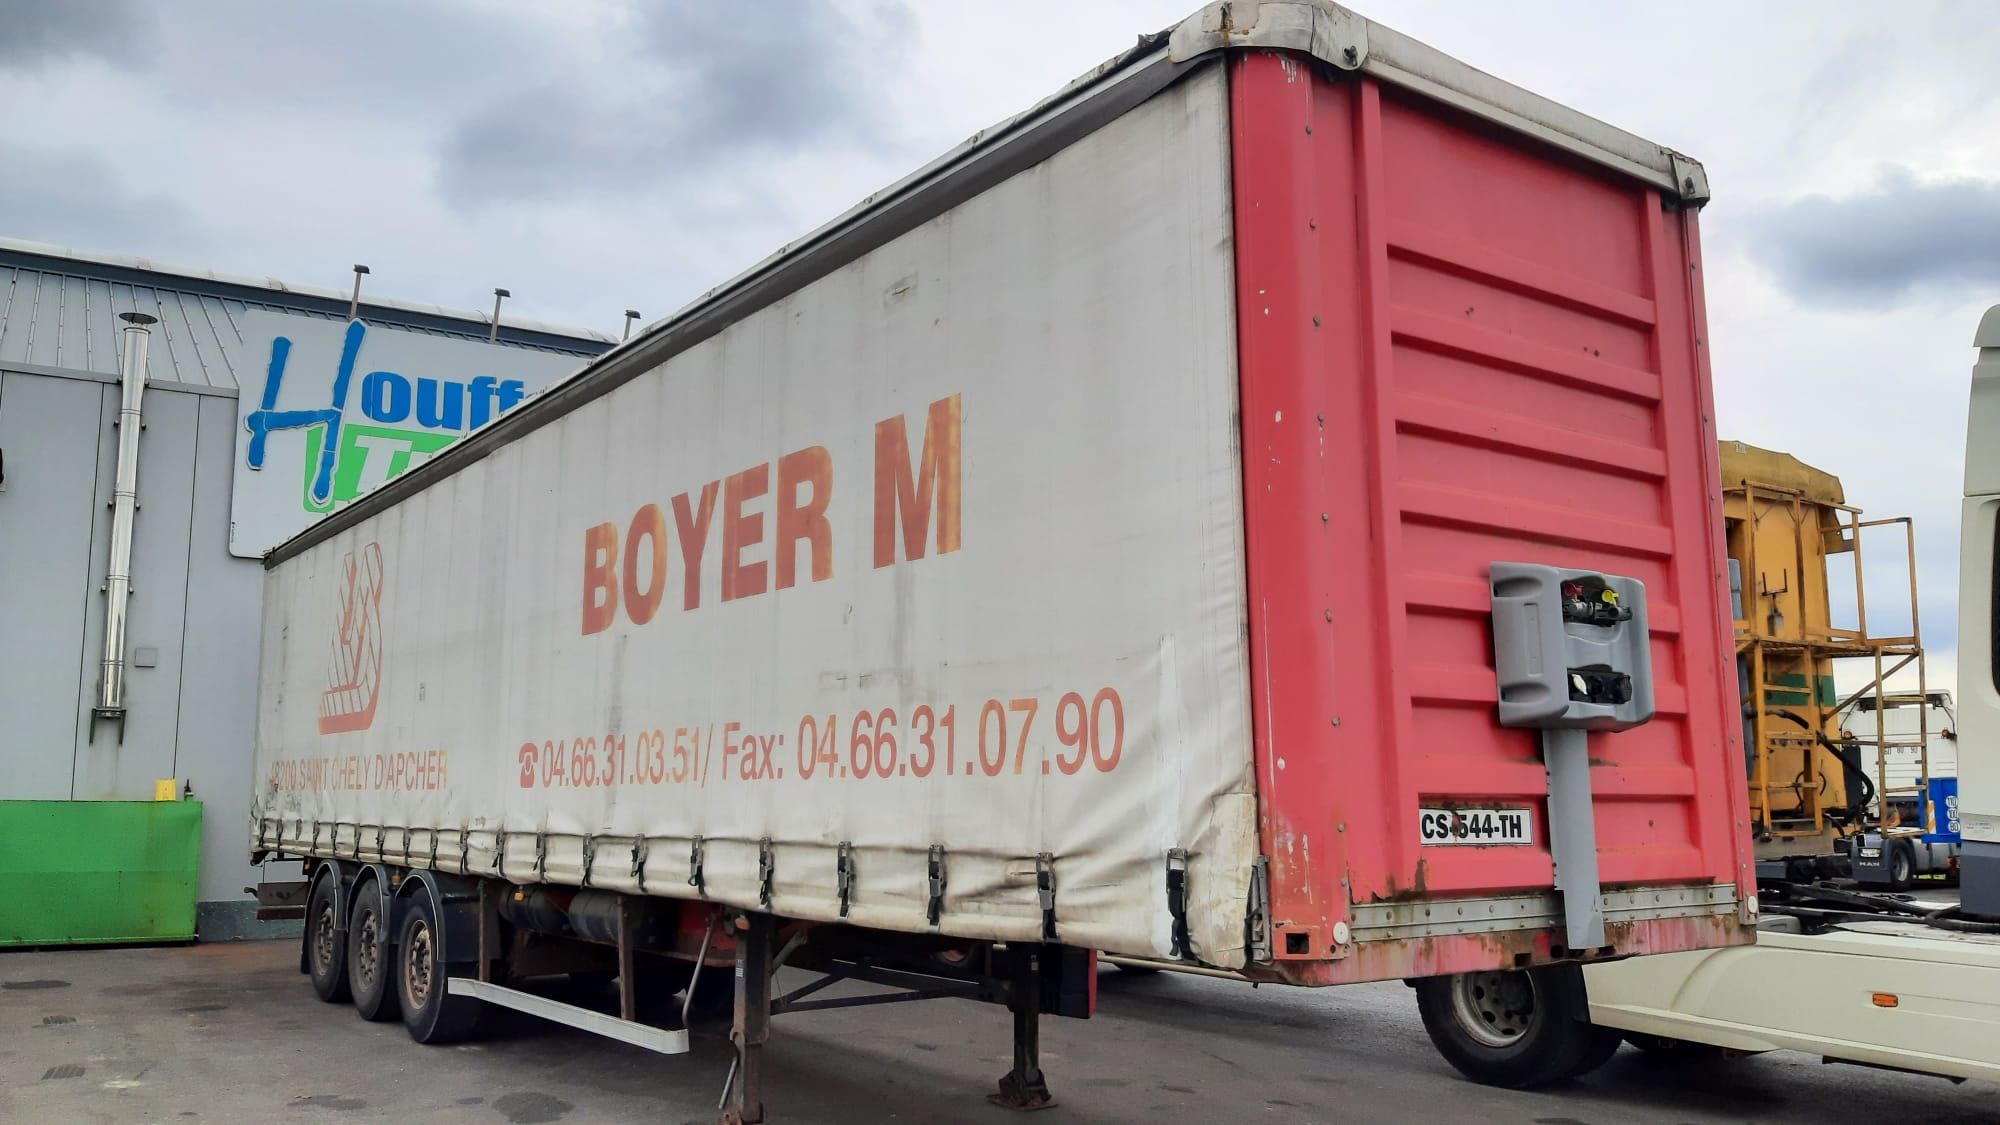 Houff
BOYER M
48200 SAINT CHELY D'APCHER
☎04.66.31.03.51/ Fax: 04.66.31.07.90
CS-544-TH
MAN